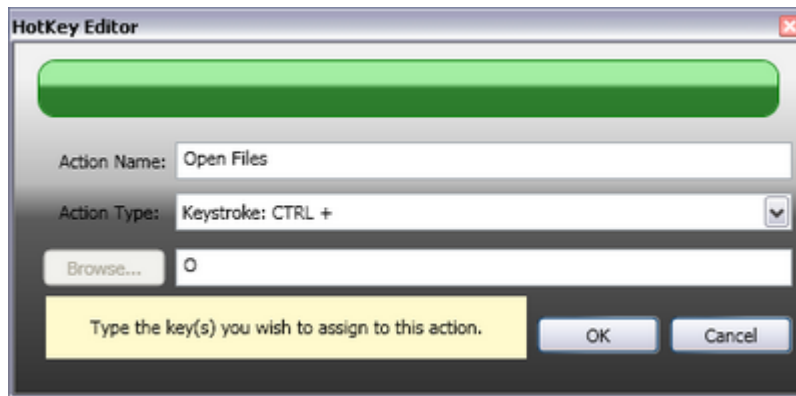 HotKey Editor
Action Name: Open Files
Action Type: Keystroke: CTRL +
Browse... O
Type the key(s) you wish to assign to this action.
OK Cancel